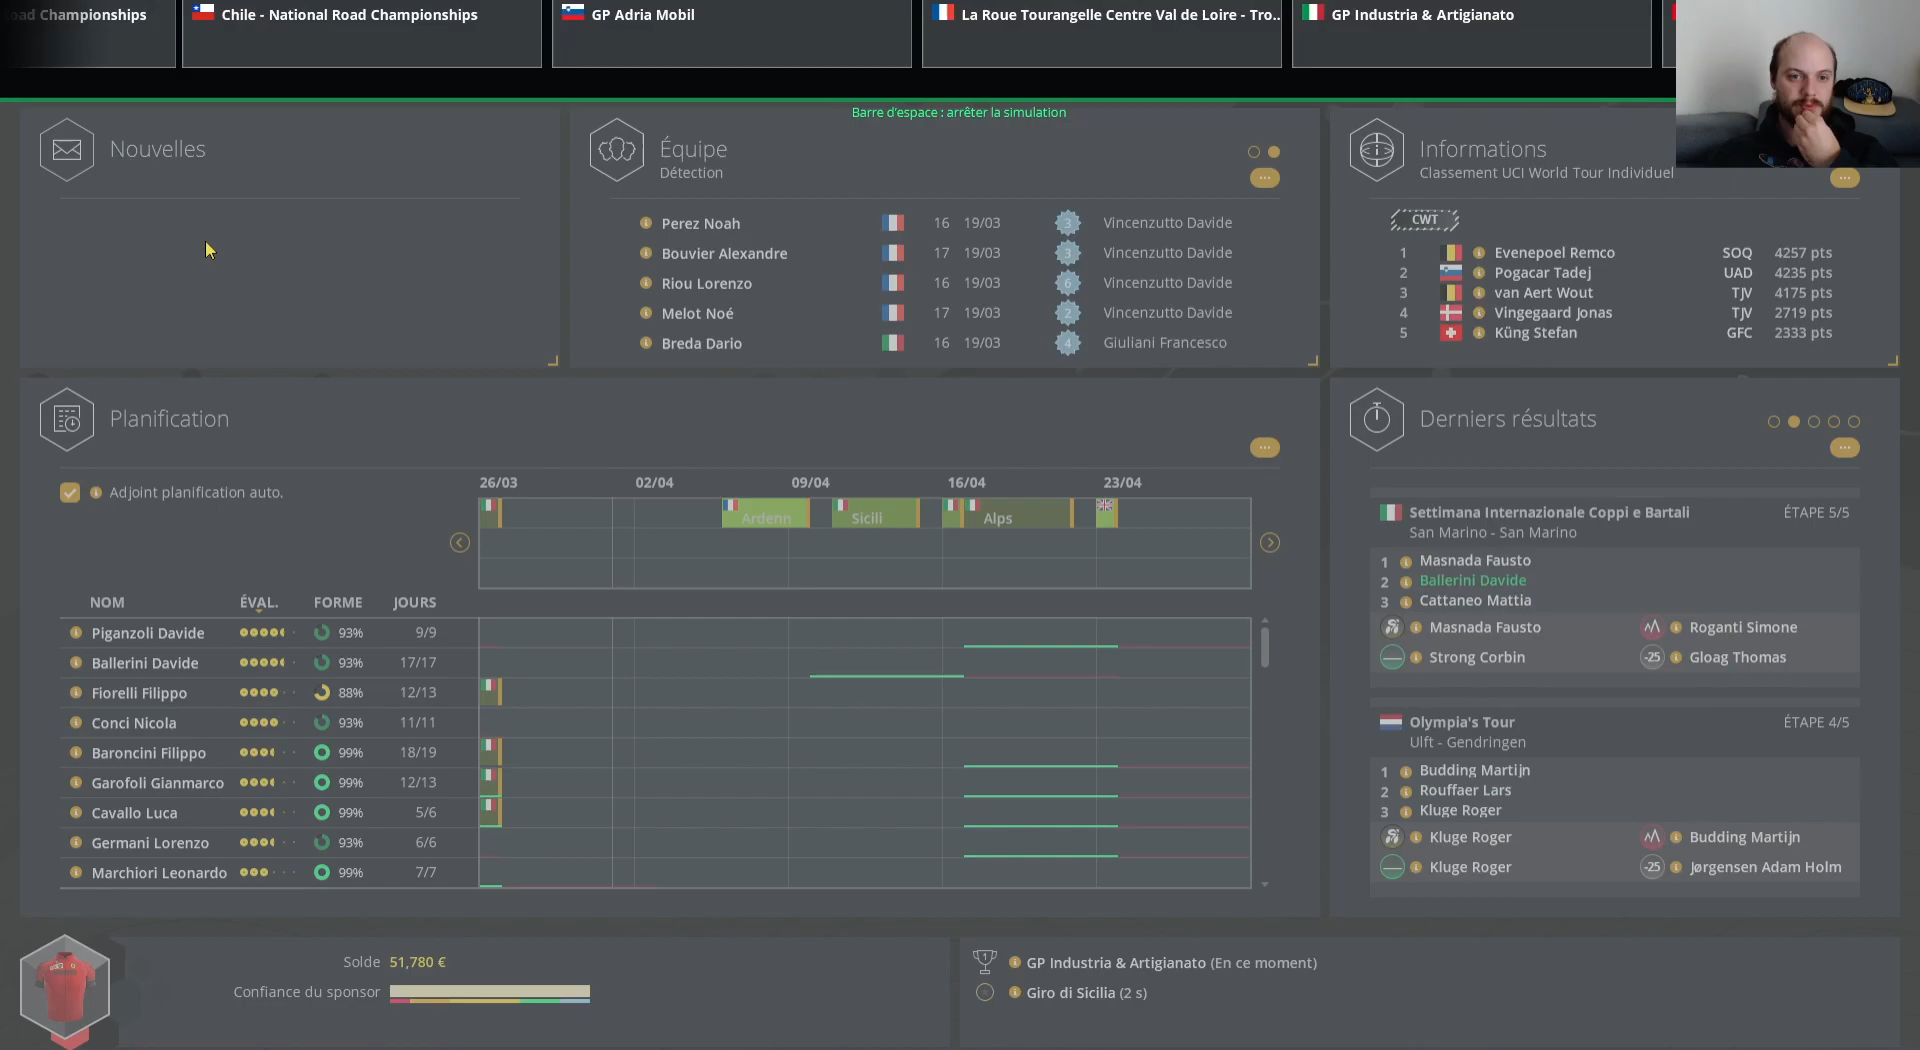 oad Championships
Chile - National Road Championships
GP Adria Mobil
La Roue Tourangelle Centre Val de Loire - Tro..
GP Industria & Artigianato
Barre d'espace : arrêter la simulation
Nouvelles
Équipe
Détection
Perez Noah 16 19/03 3 Vincenzutto Davide
Bouvier Alexandre 17 19/03 3 Vincenzutto Davide
Riou Lorenzo 16 19/03 6 Vincenzutto Davide
Melot Noé 17 19/03 2 Vincenzutto Davide
Breda Dario 16 19/03 4 Giuliani Francesco
Informations
Classement UCI World Tour Individuel
CWT
1 Evenepoel Remco SOQ 4257 pts
2 Pogacar Tadej UAD 4235 pts
3 van Aert Wout TJV 4175 pts
4 Vingegaard Jonas TJV 2719 pts
5 Küng Stefan GFC 2333 pts
Planification
Adjoint planification auto.
26/03 02/04 09/04 16/04 23/04
Ardenn Sicili Alps
NOM ÉVAL. FORME JOURS
Piganzoli Davide 93% 9/9
Ballerini Davide 93% 17/17
Fiorelli Filippo 88% 12/13
Conci Nicola 93% 11/11
Baroncini Filippo 99% 18/19
Garofoli Gianmarco 99% 12/13
Cavallo Luca 99% 5/6
Germani Lorenzo 93% 6/6
Marchiori Leonardo 99% 7/7
Derniers résultats
Settimana Internazionale Coppi e Bartali ÉTAPE 5/5
San Marino - San Marino
1 Masnada Fausto
2 Ballerini Davide
3 Cattaneo Mattia
Masnada Fausto Roganti Simone
Strong Corbin -25 Gloag Thomas
Olympia's Tour ÉTAPE 4/5
Ulft - Gendringen
1 Budding Martijn
2 Rouffaer Lars
3 Kluge Roger
Kluge Roger Budding Martijn
Kluge Roger -25 Jørgensen Adam Holm
Solde 51,780 €
Confiance du sponsor
1 GP Industria & Artigianato (En ce moment)
Giro di Sicilia (2 s)